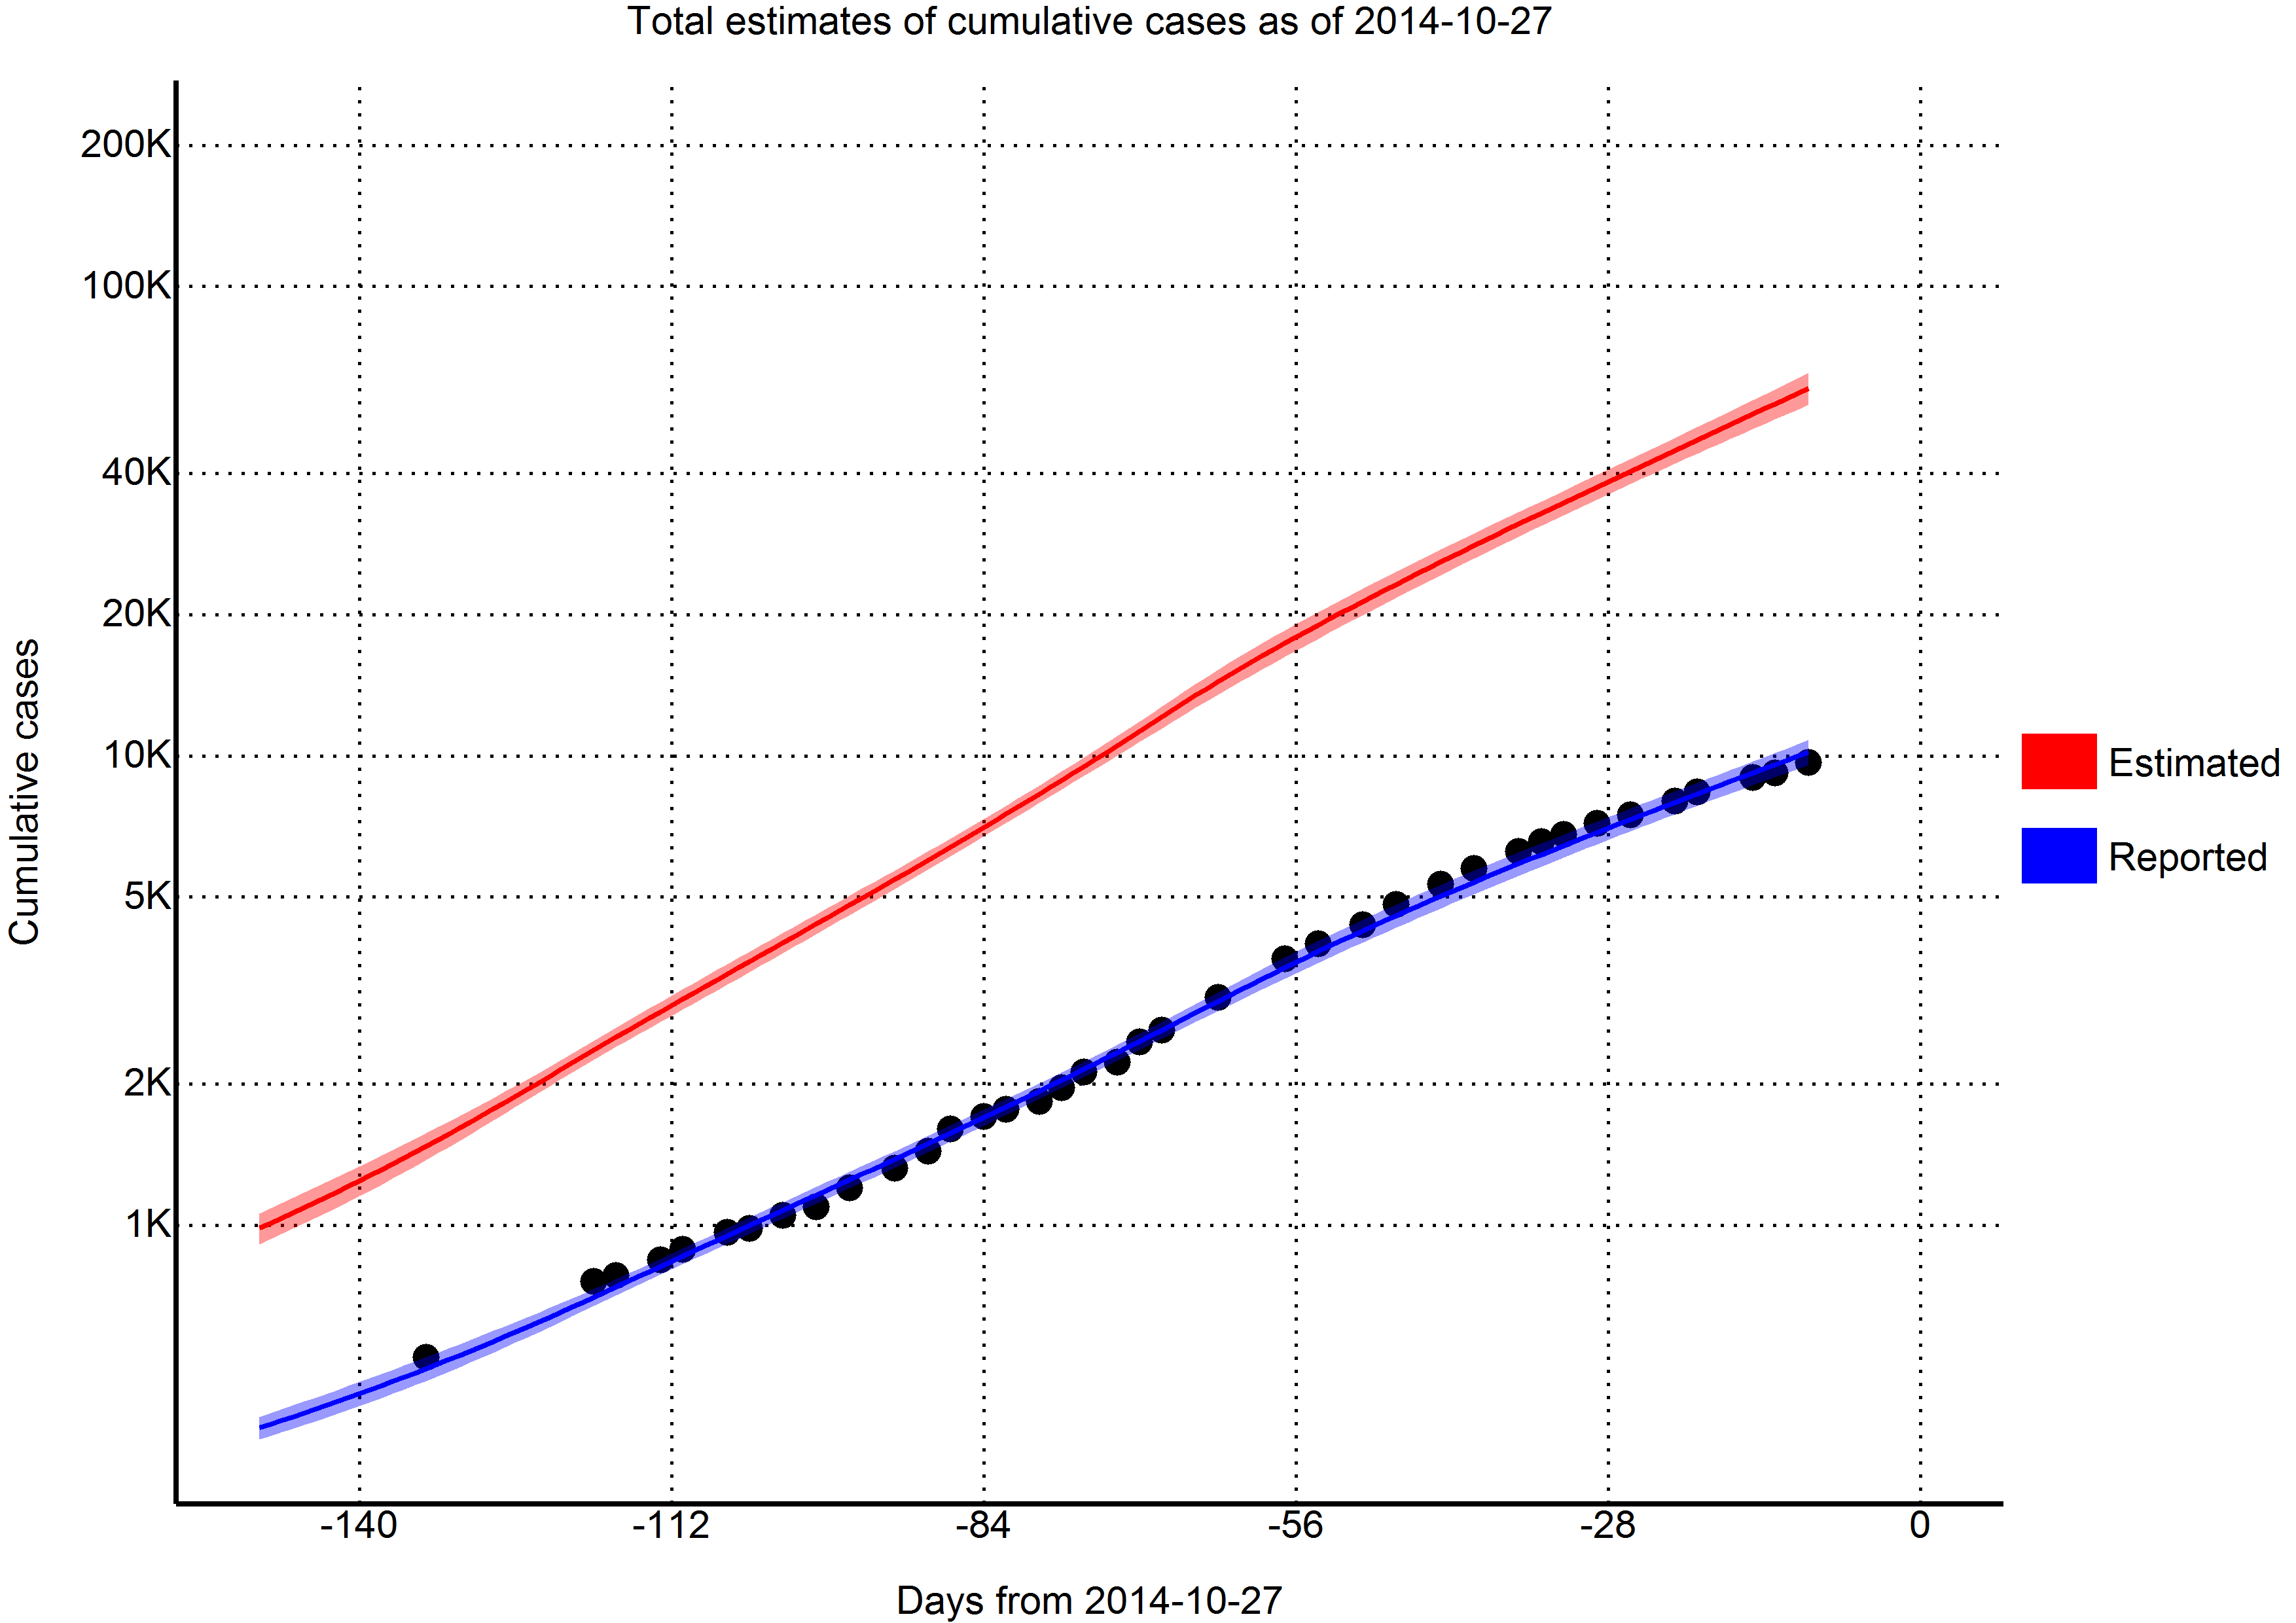 Total estimates of cumulative cases as of 2014-10-27
200K
100K
40K
20K
10K
5K
2K
1K
Cumulative cases
-140
-112
-84
-56
-28
0
Days from 2014-10-27
Estimated
Reported